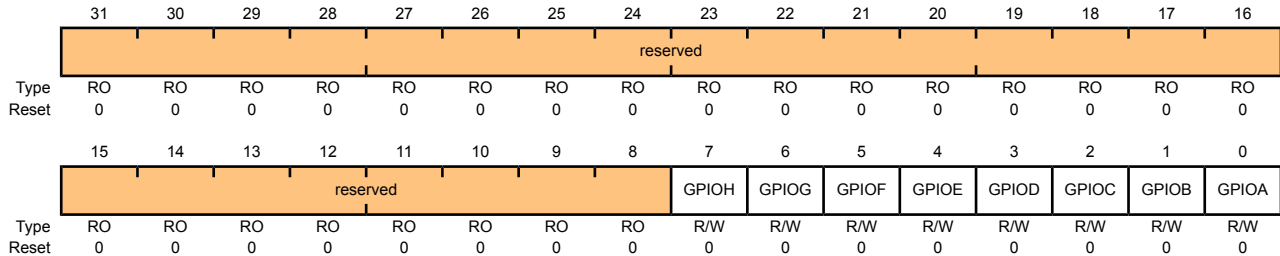 31 30 29 28 27 26 25 24 23 22 21 20 19 18 17 16
reserved
Type RO RO RO RO RO RO RO RO RO RO RO RO RO RO RO RO
Reset 0 0 0 0 0 0 0 0 0 0 0 0 0 0 0 0
15 14 13 12 11 10 9 8 7 6 5 4 3 2 1 0
reserved GPIOH GPIOG GPIOF GPIOE GPIOD GPIOC GPIOB GPIOA
Type RO RO RO RO RO RO RO RO R/W R/W R/W R/W R/W R/W R/W R/W
Reset 0 0 0 0 0 0 0 0 0 0 0 0 0 0 0 0